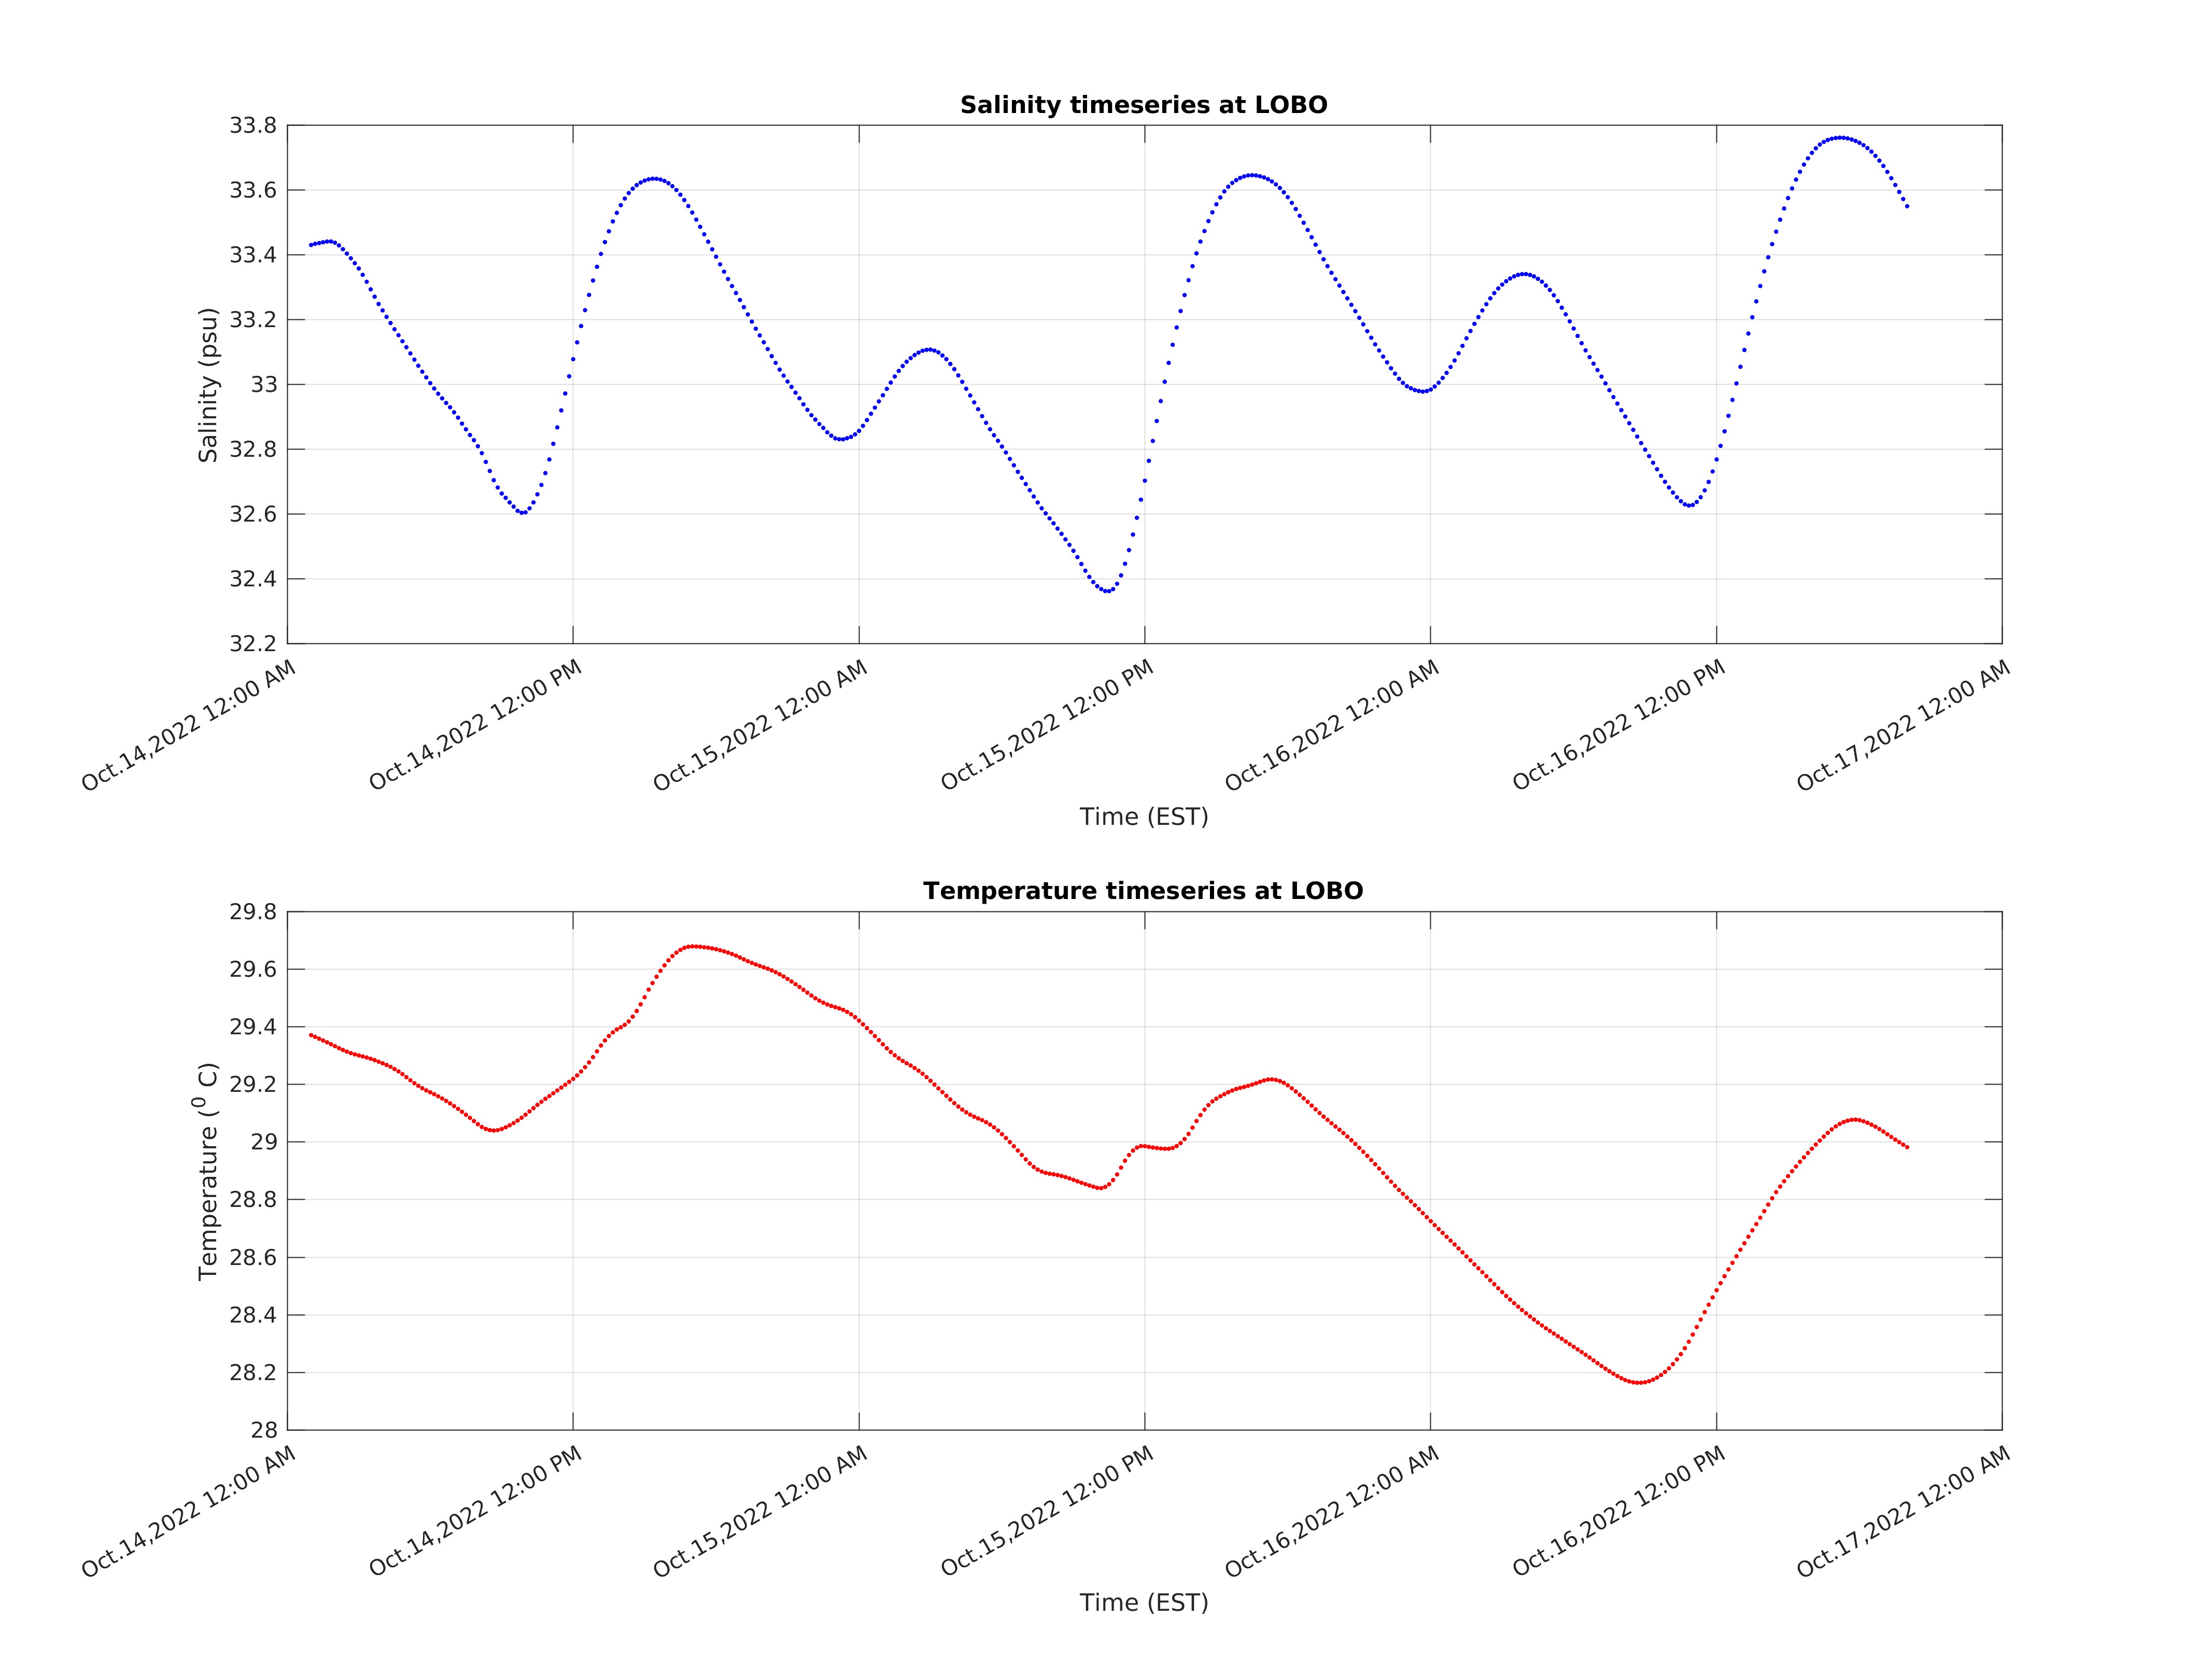 Salinity timeseries at LOBO
33.8
33.6
33.4
33.2
33
32.8
32.6
32.4
32.2
Salinity (psu)
Oct.14,2022 12:00 AM
Oct.14,2022 12:00 PM
Oct.15,2022 12:00 AM
Oct.15,2022 12:00 PM
Oct.16,2022 12:00 AM
Oct.16,2022 12:00 PM
Oct.17,2022 12:00 AM
Time (EST)
Temperature timeseries at LOBO
29.8
29.6
29.4
29.2
29
28.8
28.6
28.4
28.2
28
Temperature (⁰ C)
Oct.14,2022 12:00 AM
Oct.14,2022 12:00 PM
Oct.15,2022 12:00 AM
Oct.15,2022 12:00 PM
Oct.16,2022 12:00 AM
Oct.16,2022 12:00 PM
Oct.17,2022 12:00 AM
Time (EST)